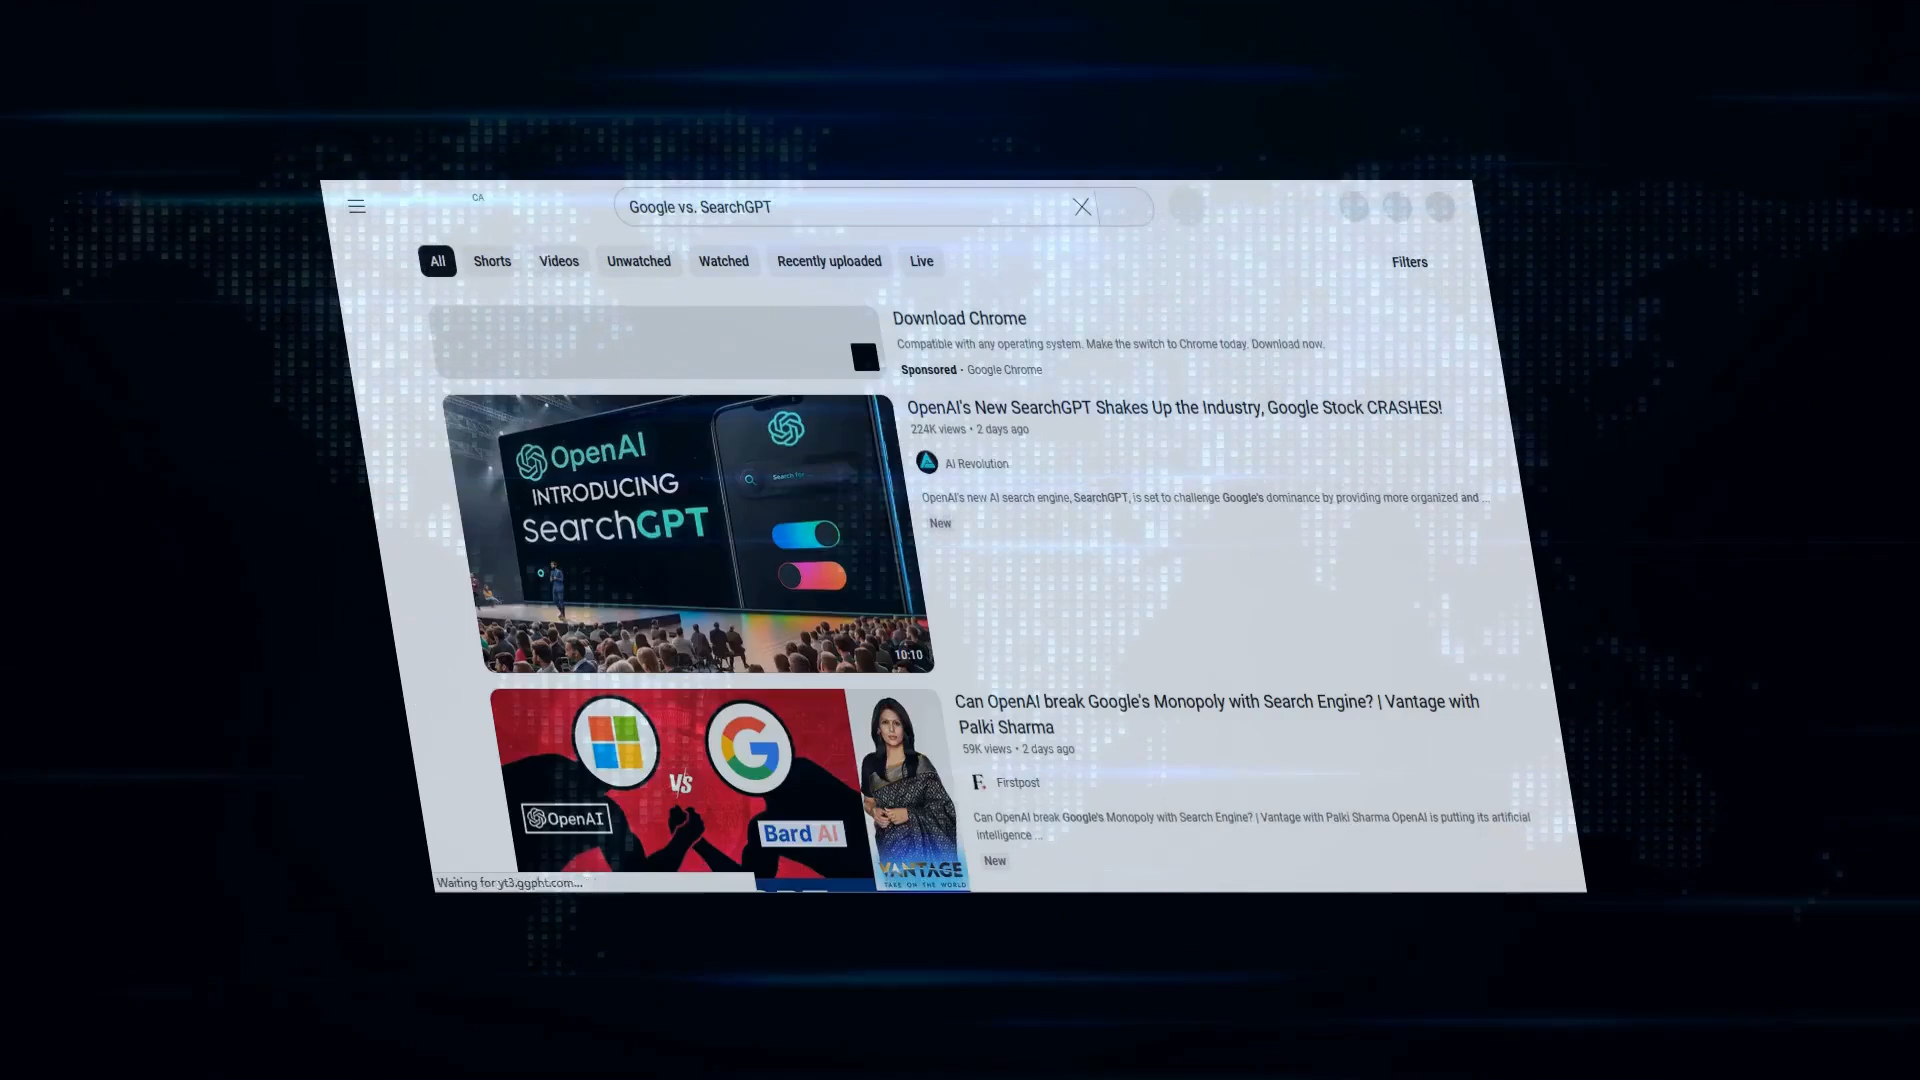 CA
Google vs. SearchGPT
All Shorts Videos Unwatched Watched Recently uploaded Live Filters
Download Chrome
Compatible with any operating system. Make the switch to Chrome today. Download now.
Sponsored · Google Chrome
OpenAI
INTRODUCING
SearchGPT
Search for
10:10
OpenAI's New SearchGPT Shakes Up the Industry, Google Stock CRASHES!
224K views • 2 days ago
AI Revolution
OpenAI's new AI search engine, SearchGPT, is set to challenge Google's dominance by providing more organized and ...
New
VS
OpenAI
Bard AI
VANTAGE
TAKE ON THE WORLD
Can OpenAI break Google's Monopoly with Search Engine? | Vantage with
Palki Sharma
59K views • 2 days ago
F.
Firstpost
Can OpenAI break Google's Monopoly with Search Engine? | Vantage with Palki Sharma OpenAI is putting its artificial
intelligence ...
New
Waiting for yt3.ggpht.com...